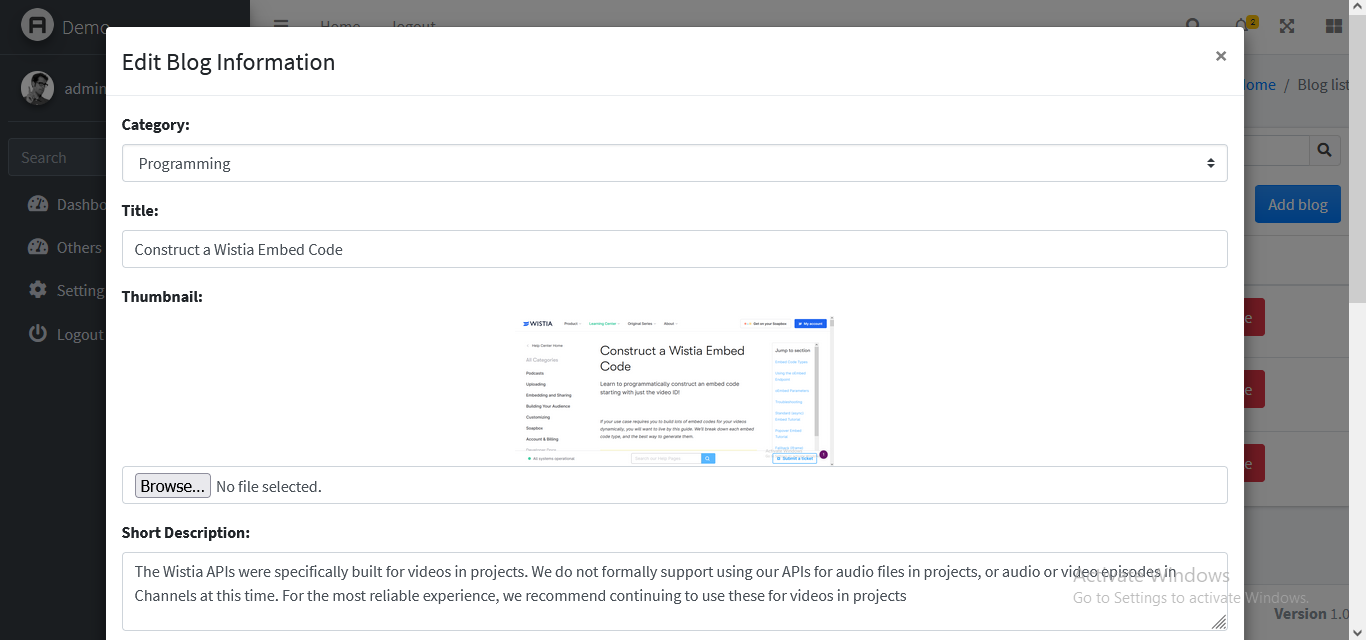 Demo
Home
logout
2
Edit Blog Information
×
admin
ome / Blog list
Category:
Search
Programming
Dashbo
Title:
Add blog
Others
Construct a Wistia Embed Code
Setting
Thumbnail:
Logout
WISTIA
Product
Learning Center
Original Series
About
Get on your Soapbox
My account
Help Center Home
All Categories
Podcasts
Uploading
Embedding and Sharing
Building Your Audience
Customizing
Soapbox
Account & Billing
Construct a Wistia Embed
Code
Learn to programmatically construct an embed code
starting with just the video ID!
If your use case requires you to build lots of embed codes for your videos
dynamically, you will want to live by this guide. We'll break down each embed
code type, and the best way to generate them.
Jump to section
Embed Code Types
Troubleshooting
All systems operational
Search our Help Pages
Submit a ticket
e
e
e
Browse... No file selected.
Short Description:
The Wistia APIs were specifically built for videos in projects. We do not formally support using our APIs for audio files in projects, or audio or video episodes in
Channels at this time. For the most reliable experience, we recommend continuing to use these for videos in projects
Activate Windows
Go to Settings to activate Windows.
Version 1.0